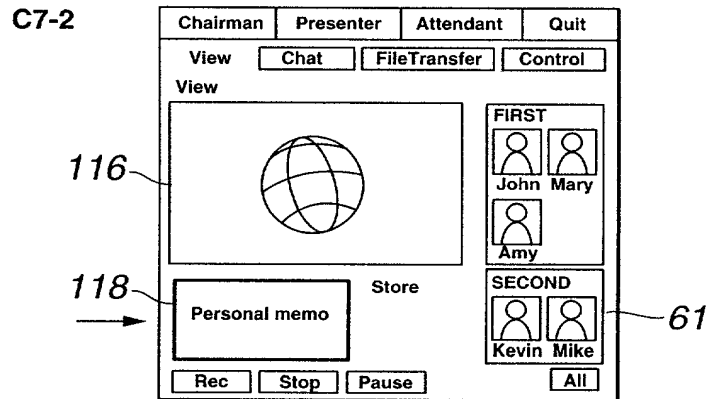 C7-2
Chairman Presenter Attendant Quit
View Chat FileTransfer Control
View
FIRST
116
John Mary
Amy
118
Store
SECOND
Personal memo
61
Kevin Mike
Rec Stop Pause All